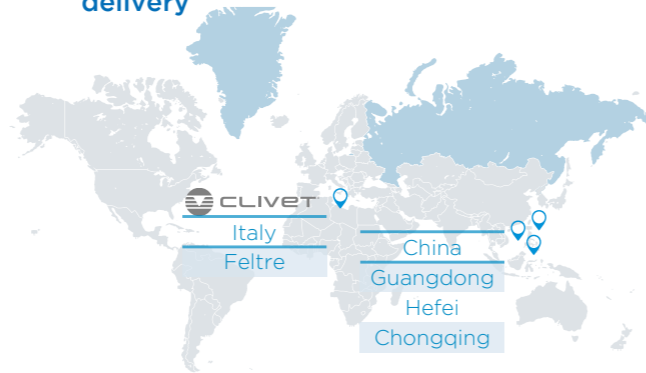 delivery
CLIVET
Italy
Feltre
China
Guangdong
Hefei
Chongqing